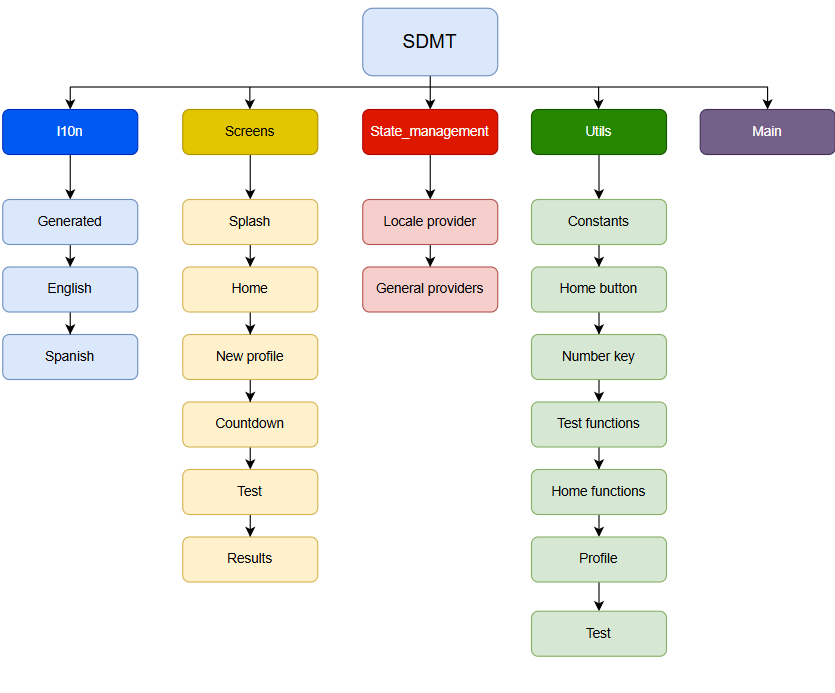 SDMT
I10n
Screens
State_management
Utils
Main
Generated
Splash
Locale provider
Constants
English
Home
General providers
Home button
Spanish
New profile
Number key
Countdown
Test functions
Test
Home functions
Results
Profile
Test